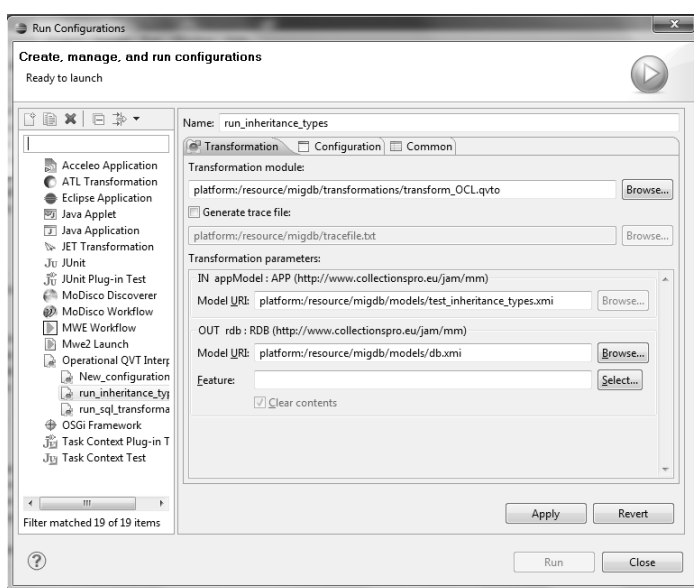 Run Configurations
Create, manage, and run configurations
Ready to launch
Name: run_inheritance_types
Transformation Configuration Common
Acceleo Application
ATL Transformation
Eclipse Application
Java Applet
Java Application
JET Transformation
JUnit
JUnit Plug-in Test
MoDisco Discoverer
MoDisco Workflow
MWE Workflow
Mwe2 Launch
Operational QVT Interp
New_configuration
run_inheritance_typ
run_sql_transforma
OSGi Framework
Task Context Plug-in T
Task Context Test
Filter matched 19 of 19 items
Transformation module:
platform:/resource/migdb/transformations/transform_OCL.qvto Browse...
Generate trace file:
platform:/resource/migdb/tracefile.txt Browse...
Transformation parameters:
IN appModel : APP (http://www.collectionspro.eu/jam/mm)
Model URI: platform:/resource/migdb/models/test_inheritance_types.xmi Browse...
OUT rdb : RDB (http://www.collectionspro.eu/jam/mm)
Model URI: platform:/resource/migdb/models/db.xmi Browse...
Feature: Select...
Clear contents
Apply Revert
Run Close